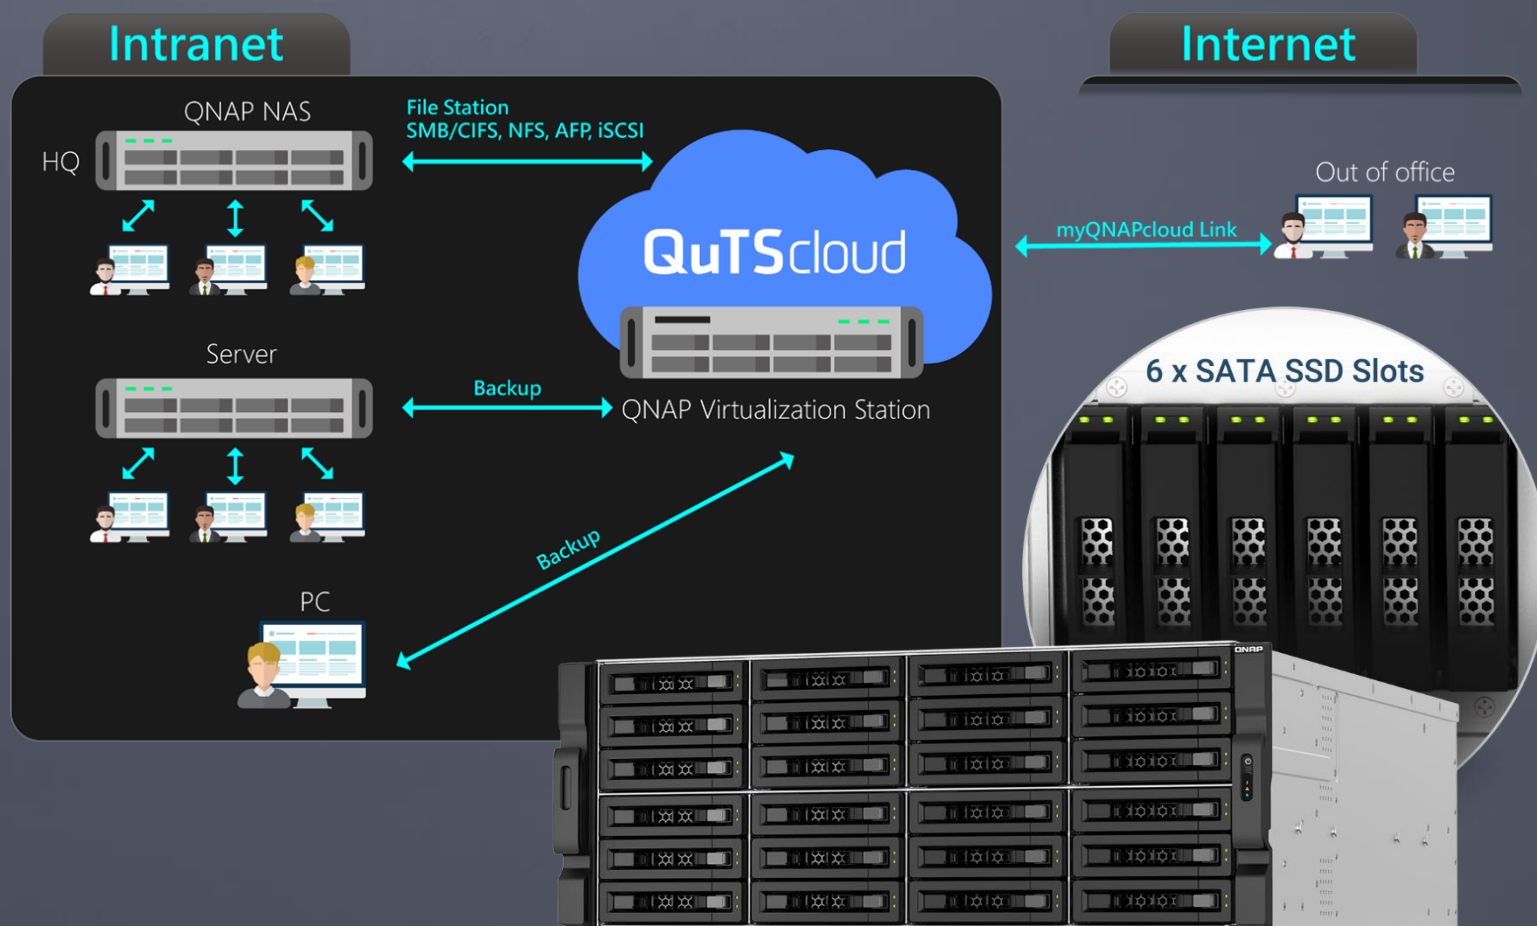 Intranet
Internet
QNAP NAS
HQ
File Station
SMB/CIFS, NFS, AFP, iSCSI
QuTScloud
myQNAPcloud Link
Out of office
Server
Backup
QNAP Virtualization Station
6 x SATA SSD Slots
Backup
PC
QNAP